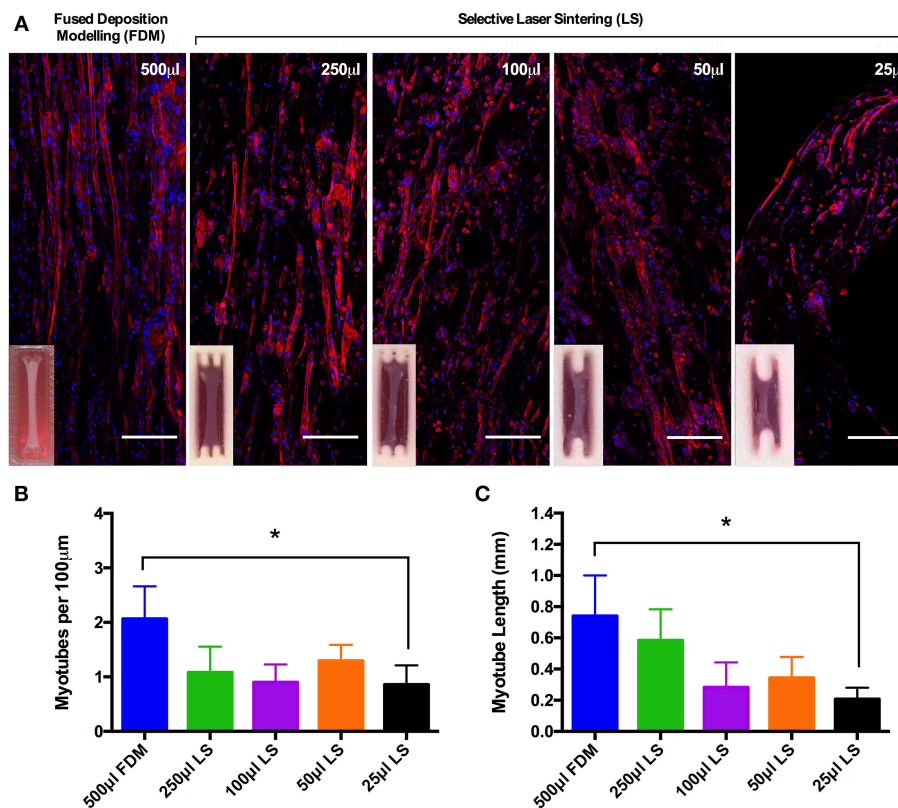 A
Fused Deposition
Modelling (FDM)
Selective Laser Sintering (LS)
500µl
250µl
100µl
50µl
25µ
B
Myotubes per 100µm
4
3
2
1
0
*
500µl FDM
250µl LS
100µl LS
50µl LS
25µl LS
C
Myotube Length (mm)
1.4
1.2
1.0
0.8
0.6
0.4
0.2
0.0
*
500µl FDM
250µl LS
100µl LS
50µl LS
25µl LS